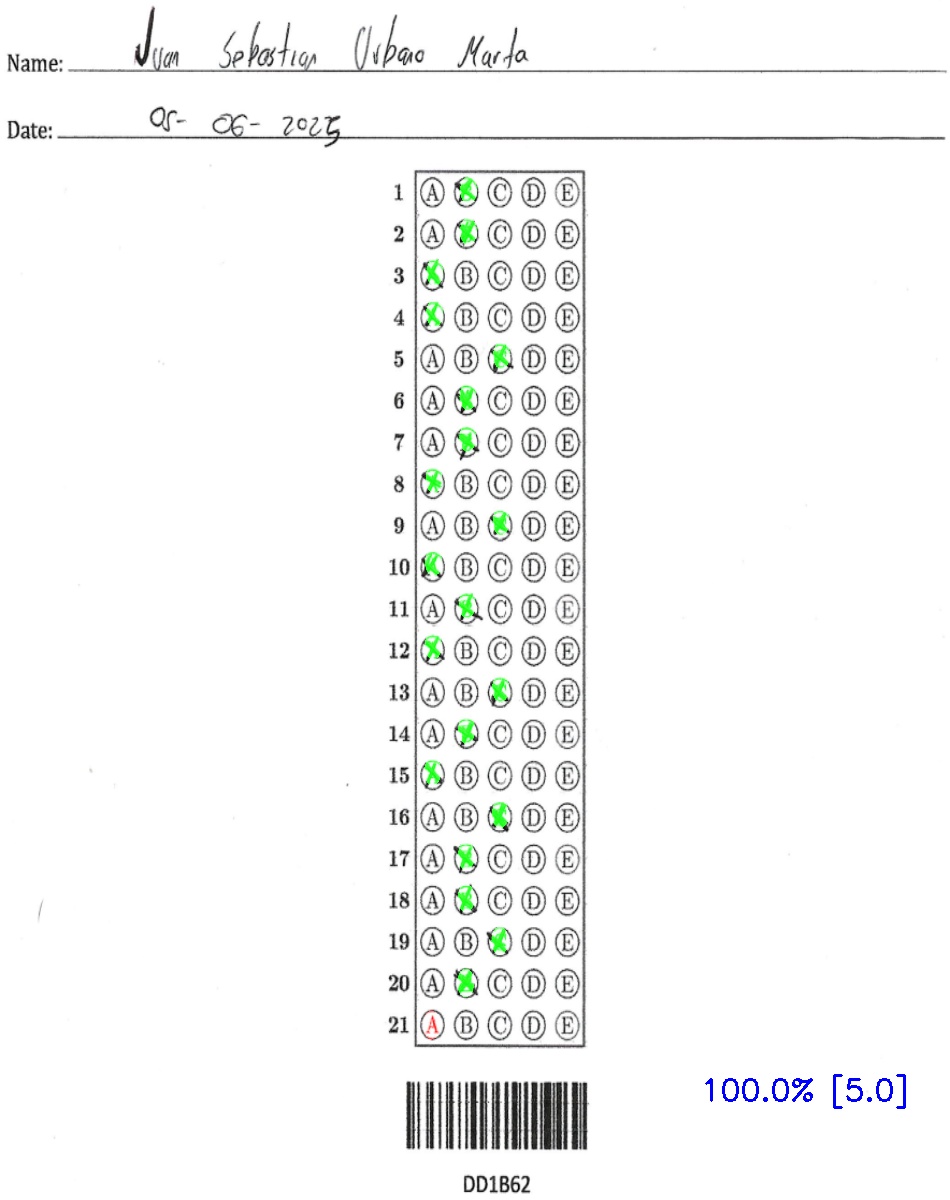 Name: Juan Sebastian Urbano Marta
Date: 05- 06- 2025
1 A B C D E
2 A B C D E
3 A B C D E
4 A B C D E
5 A B C D E
6 A B C D E
7 A B C D E
8 A B C D E
9 A B C D E
10 A B C D E
11 A B C D E
12 A B C D E
13 A B C D E
14 A B C D E
15 A B C D E
16 A B C D E
17 A B C D E
18 A B C D E
19 A B C D E
20 A B C D E
21 A B C D E
100.0% [5.0]
DD1B62